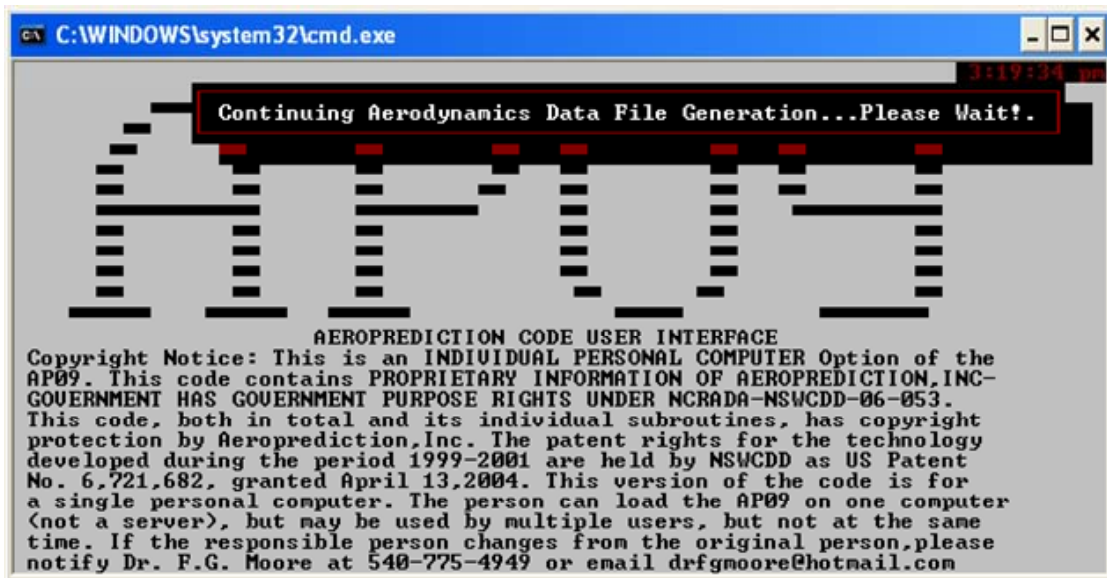 C:\WINDOWS\system32\cmd.exe
3:19:34 pm
Continuing Aerodynamics Data File Generation...Please Wait!.
AP09
AEROPREDICTION CODE USER INTERFACE
Copyright Notice: This is an INDIVIDUAL PERSONAL COMPUTER Option of the
AP09. This code contains PROPRIETARY INFORMATION OF AEROPREDICTION,INC-
GOVERNMENT HAS GOVERNMENT PURPOSE RIGHTS UNDER NCRADA-NSWCDD-06-053.
This code, both in total and its individual subroutines, has copyright
protection by Aeroprediction,Inc. The patent rights for the technology
developed during the period 1999-2001 are held by NSWCDD as US Patent
No. 6,721,682, granted April 13,2004. This version of the code is for
a single personal computer. The person can load the AP09 on one computer
(not a server), but may be used by multiple users, but not at the same
time. If the responsible person changes from the original person,please
notify Dr. F.G. Moore at 540-775-4949 or email drfgmoore@hotmail.com